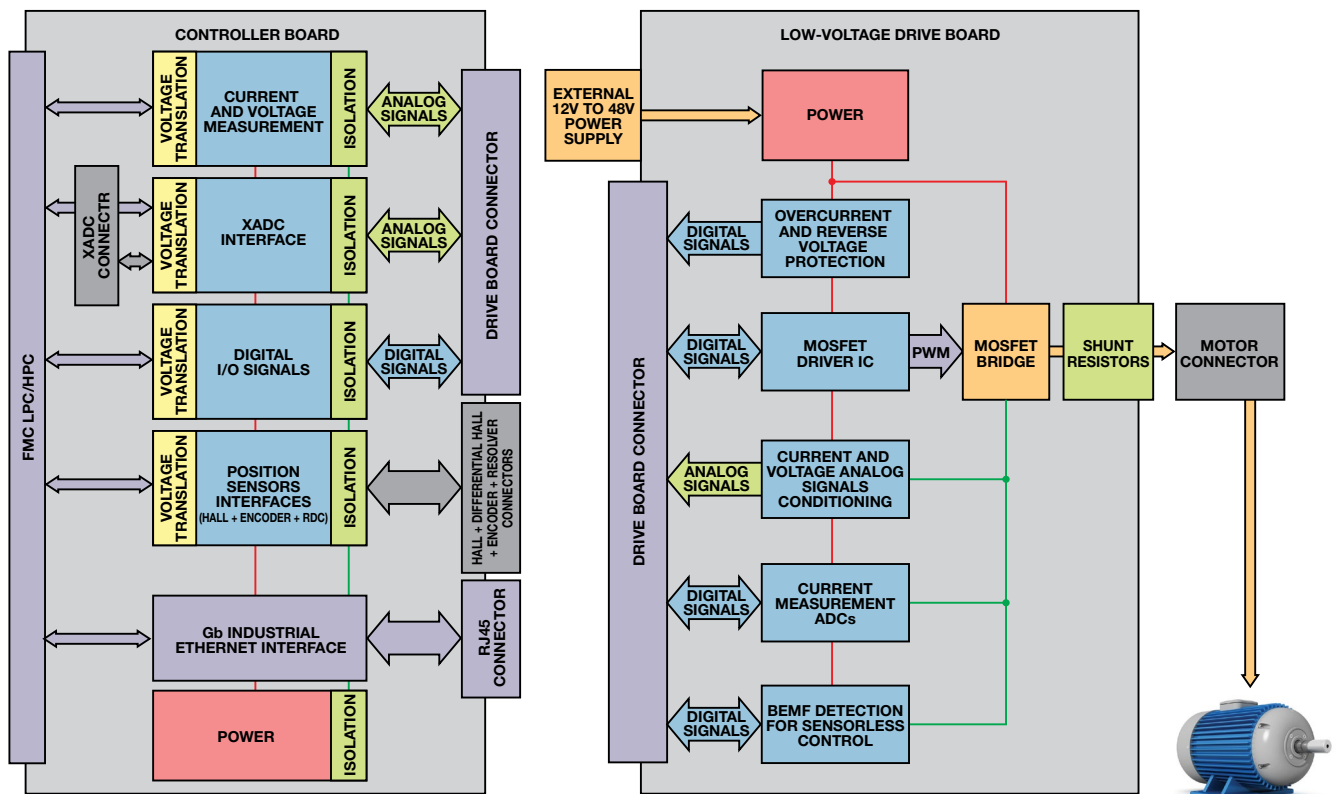 CONTROLLER BOARD
FMC LPC/HPC
VOLTAGE
TRANSLATION
CURRENT
AND VOLTAGE
MEASUREMENT
ISOLATION
ANALOG
SIGNALS
XADC
CONNECTR
VOLTAGE
TRANSLATION
XADC
INTERFACE
ISOLATION
ANALOG
SIGNALS
DRIVE BOARD CONNECTOR
VOLTAGE
TRANSLATION
DIGITAL
I/O SIGNALS
ISOLATION
DIGITAL
SIGNALS
VOLTAGE
TRANSLATION
POSITION
SENSORS
INTERFACES
(HALL + ENCODER + RDC)
ISOLATION
HALL + DIFFERENTIAL HALL
+ ENCODER + RESOLVER
CONNECTORS
Gb INDUSTRIAL
ETHERNET INTERFACE
RJ45
CONNECTOR
POWER
ISOLATION
LOW-VOLTAGE DRIVE BOARD
EXTERNAL
12V TO 48V
POWER
SUPPLY
POWER
DRIVE BOARD CONNECTOR
DIGITAL
SIGNALS
OVERCURRENT
AND REVERSE
VOLTAGE
PROTECTION
DIGITAL
SIGNALS
MOSFET
DRIVER IC
PWM
MOSFET
BRIDGE
SHUNT
RESISTORS
MOTOR
CONNECTOR
ANALOG
SIGNALS
CURRENT AND
VOLTAGE ANALOG
SIGNALS
CONDITIONING
DIGITAL
SIGNALS
CURRENT
MEASUREMENT
ADCs
DIGITAL
SIGNALS
BEMF DETECTION
FOR SENSORLESS
CONTROL